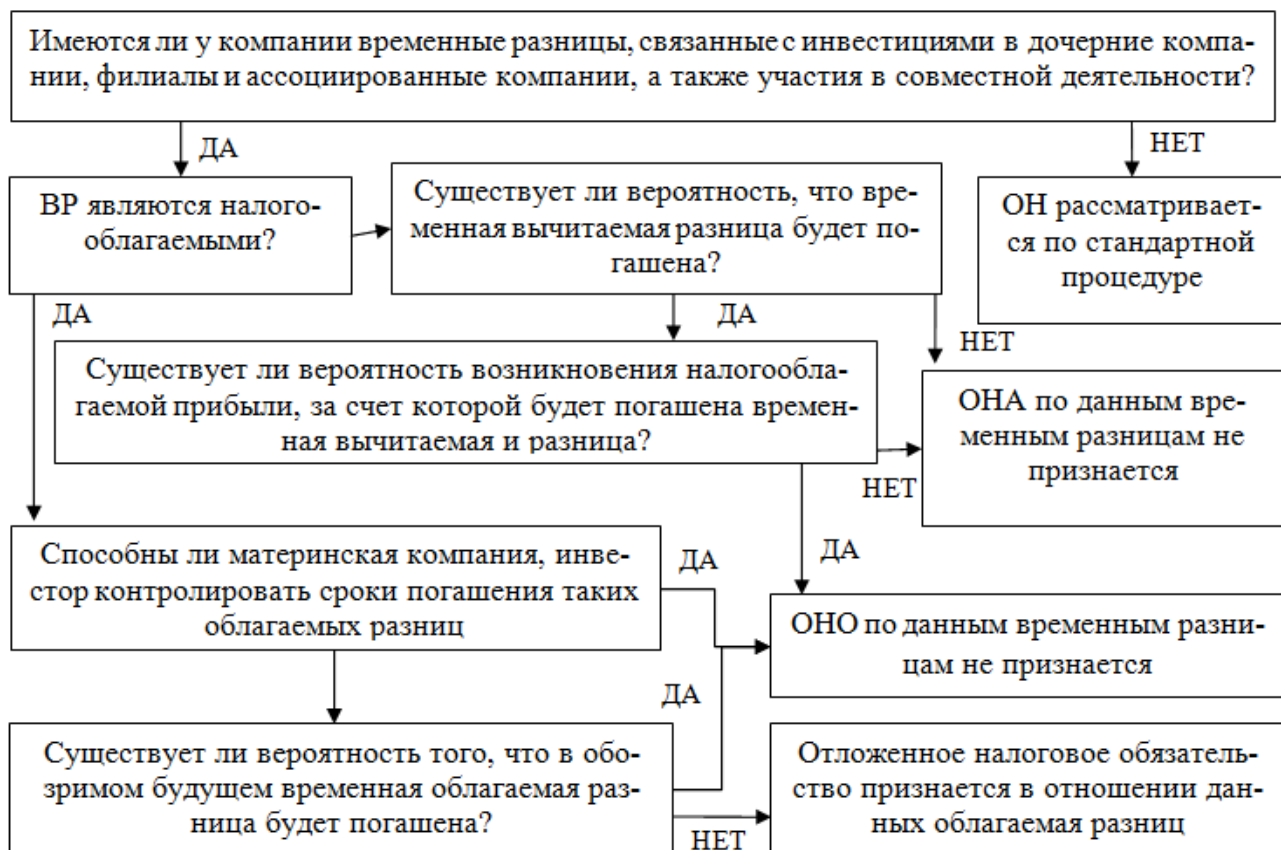 Имеются ли у компании временные разницы, связанные с инвестициями в дочерние компа-
нии, филиалы и ассоциированные компании, а также участия в совместной деятельности?
ДА
НЕТ
ВР являются налого-
облагаемыми?
Существует ли вероятность, что вре-
менная вычитаемая разница будет по-
гашена?
ОН рассматривает-
ся по стандартной
процедуре
ДА
ДА
НЕТ
Существует ли вероятность возникновения налогообла-
гаемой прибыли, за счет которой будет погашена времен-
ная вычитаемая и разница?
ОНА по данным вре-
менным разницам не
признается
НЕТ
ДА
Способны ли материнская компания, инве-
стор контролировать сроки погашения таких
облагаемых разниц
ДА
ОНО по данным временным разни-
цам не признается
ДА
Существует ли вероятность того, что в обо-
зримом будущем временная облагаемая раз-
ница будет погашена?
НЕТ
Отложенное налоговое обязатель-
ство признается в отношении дан-
ных облагаемая разниц